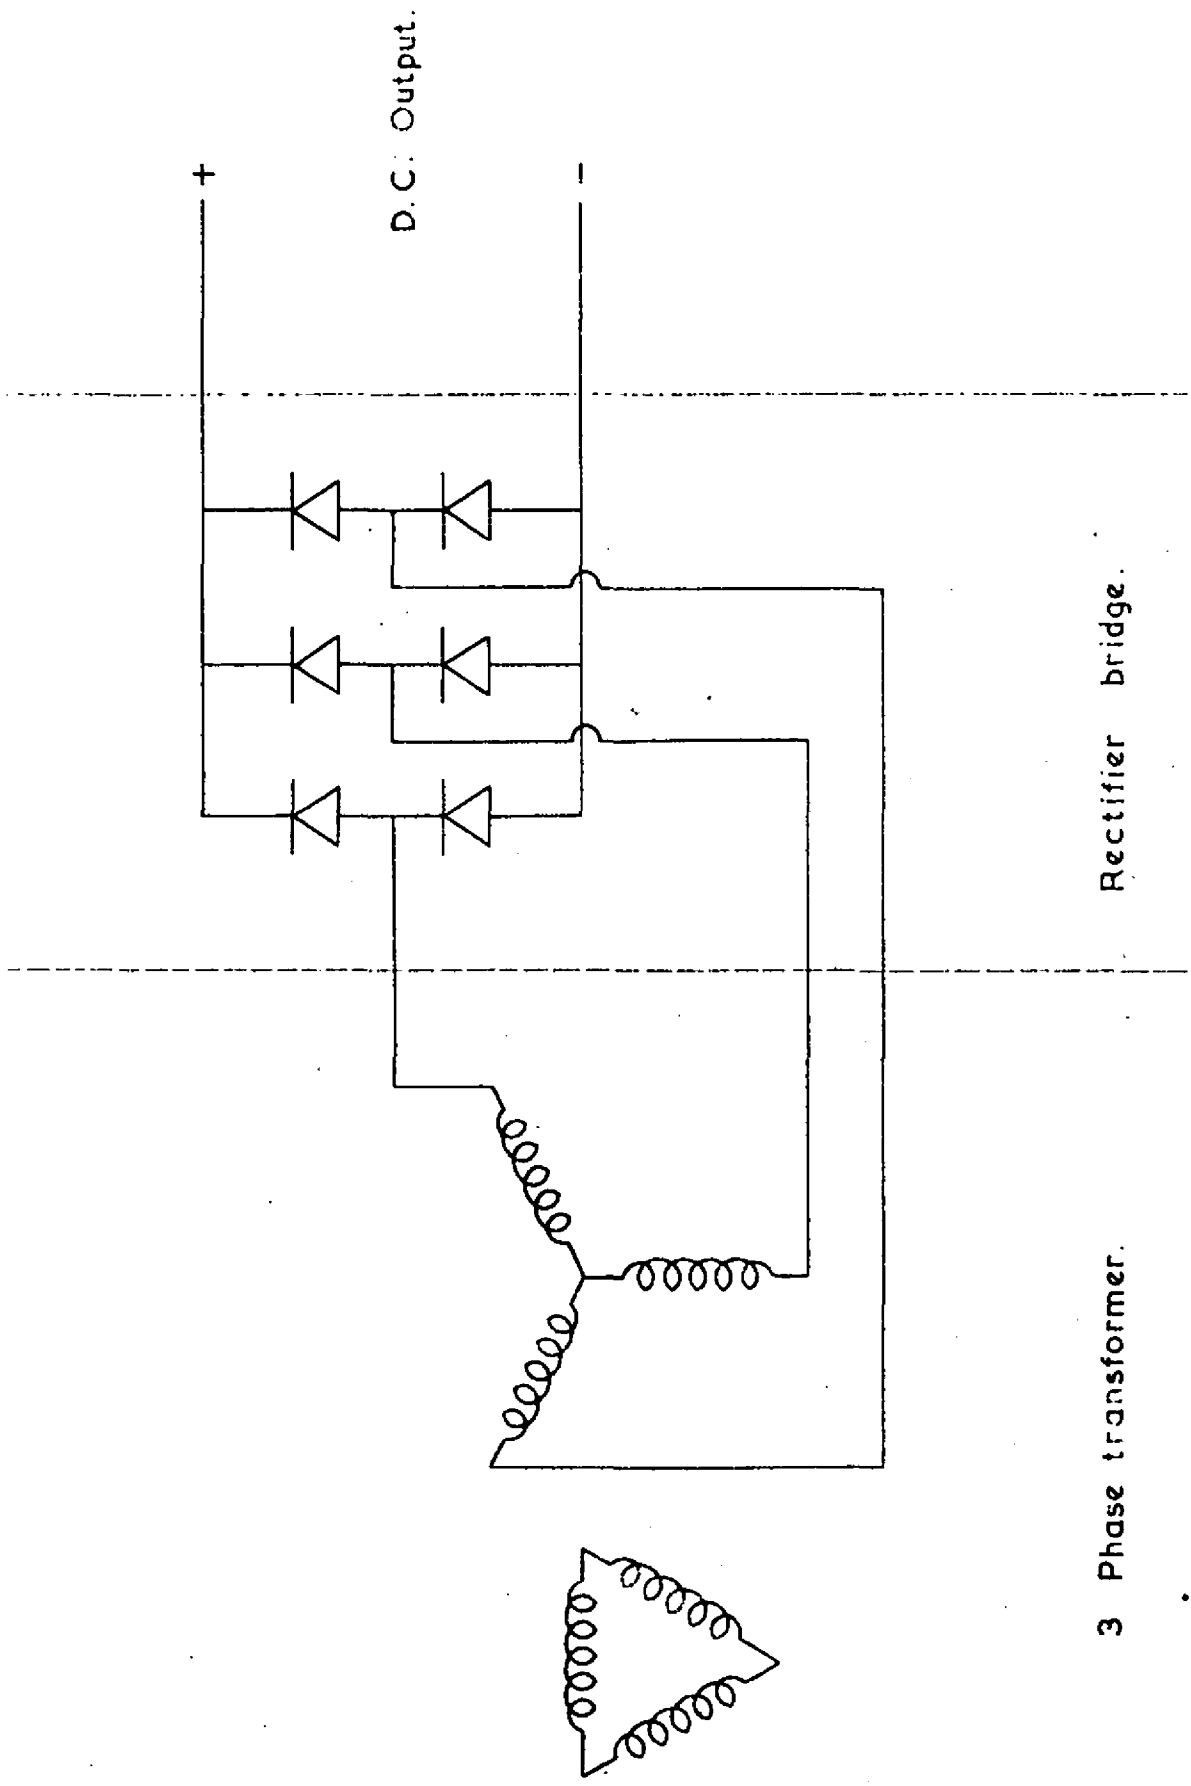 +
D.C. Output.
-
3 Phase transformer.
Rectifier bridge.